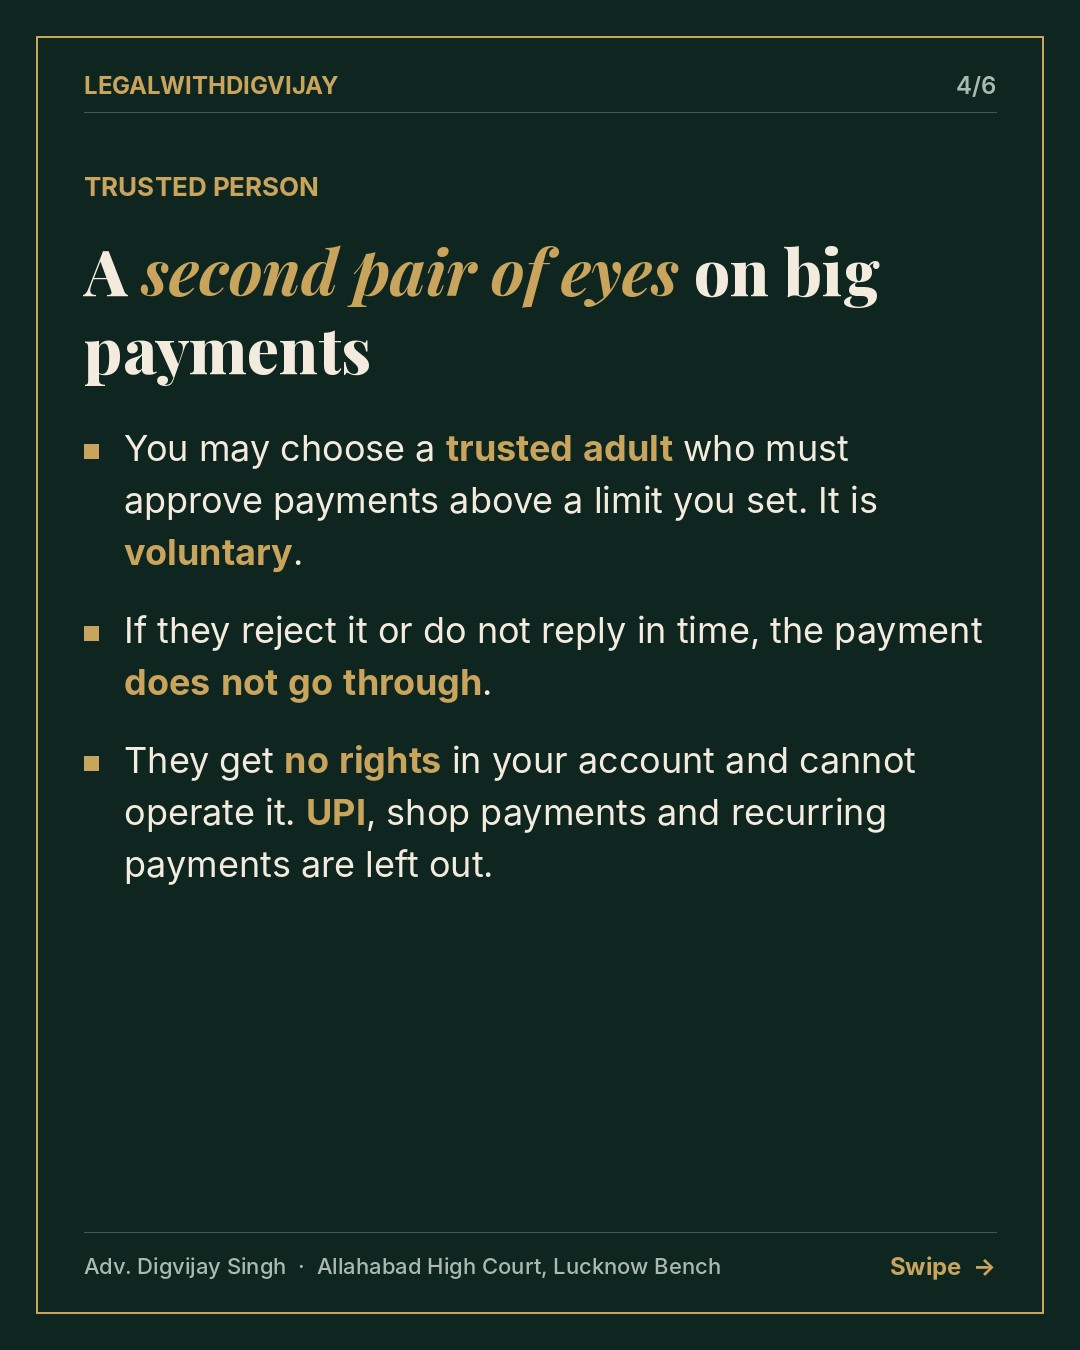 LEGALWITHDIGVIJAY
4/6
TRUSTED PERSON
A second pair of eyes on big
payments
You may choose a trusted adult who must
approve payments above a limit you set. It is
voluntary.
If they reject it or do not reply in time, the payment
does not go through.
They get no rights in your account and cannot
operate it. UPI, shop payments and recurring
payments are left out.
Adv. Digvijay Singh · Allahabad High Court, Lucknow Bench
Swipe →